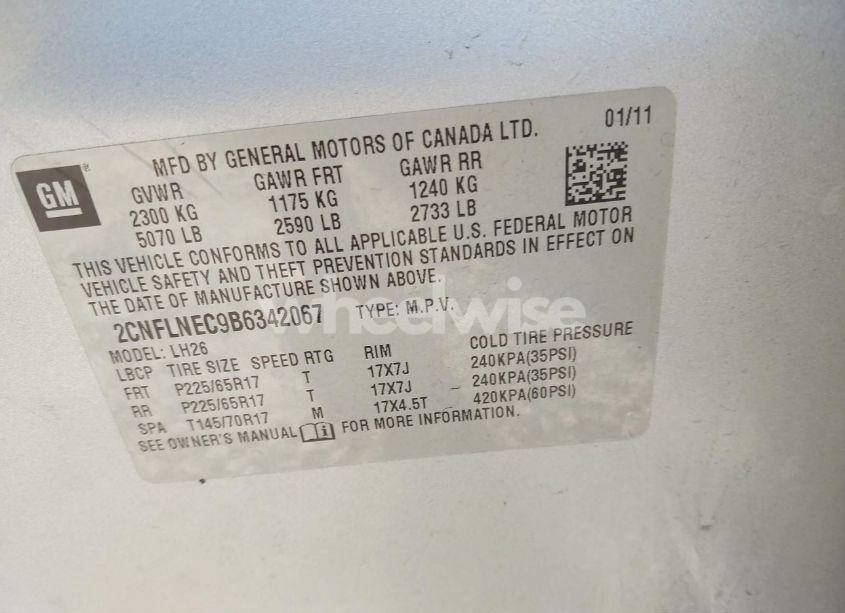 GM
MFD BY GENERAL MOTORS OF CANADA LTD. 01/11
GVWR GAWR FRT GAWR RR
2300 KG 1175 KG 1240 KG
5070 LB 2590 LB 2733 LB
THIS VEHICLE CONFORMS TO ALL APPLICABLE U.S. FEDERAL MOTOR
VEHICLE SAFETY AND THEFT PREVENTION STANDARDS IN EFFECT ON
THE DATE OF MANUFACTURE SHOWN ABOVE.
2CNFLNEC9B6342067 TYPE: M.P.V.
wheelwise
MODEL: LH26
LBCP TIRE SIZE SPEED RTG RIM COLD TIRE PRESSURE
FRT P225/65R17 T 17X7J 240KPA(35PSI)
RR P225/65R17 T 17X7J – 240KPA(35PSI)
SPA T145/70R17 M 17X4.5T – 420KPA(60PSI)
SEE OWNER'S MANUAL FOR MORE INFORMATION.